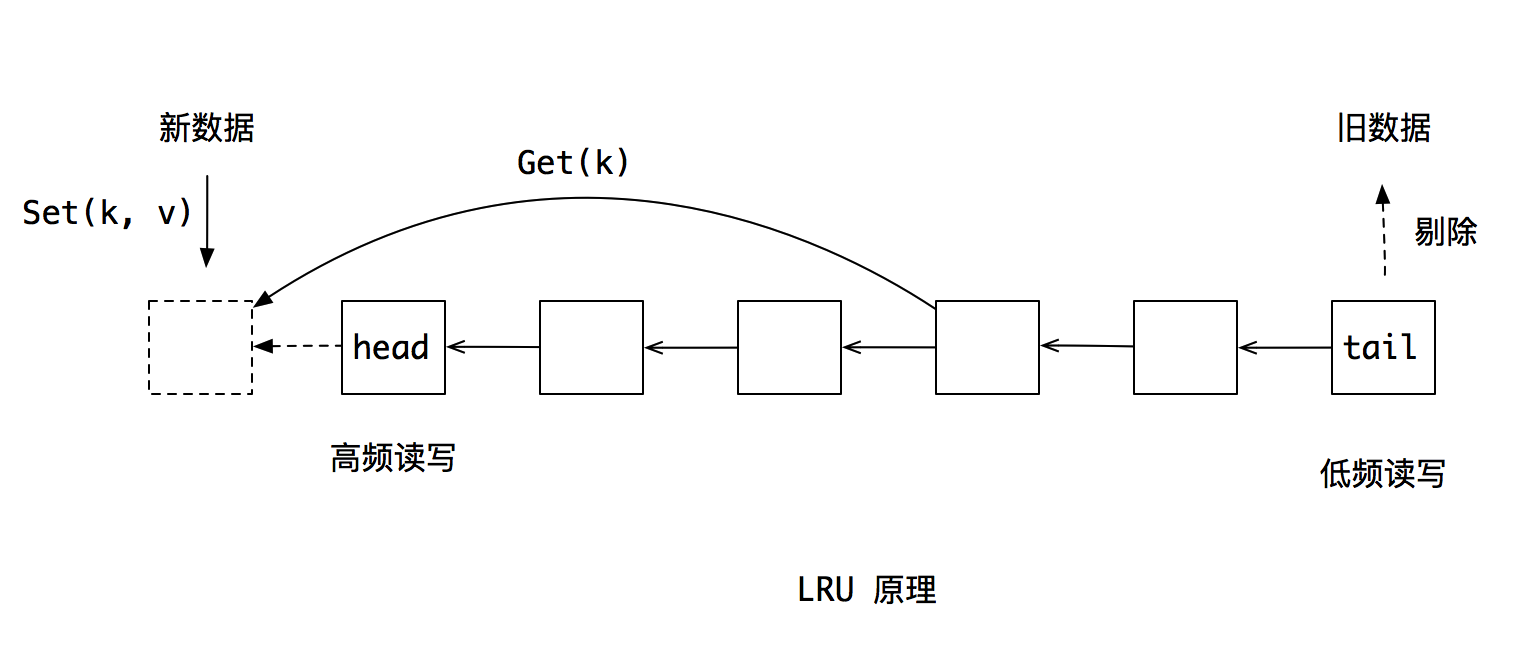 新数据
旧数据
Get(k)
Set(k, v)
剔除
head
tail
高频读写
低频读写
LRU 原理